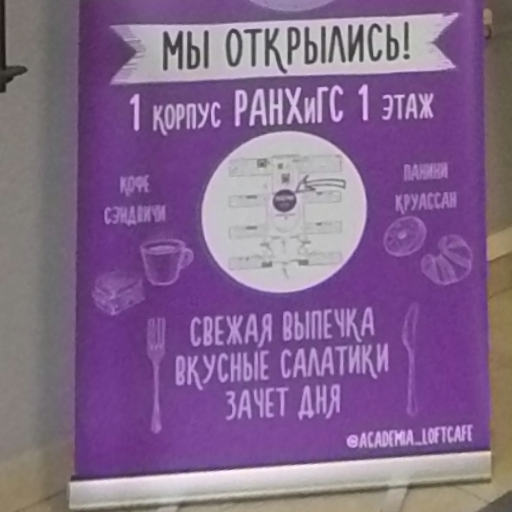 МЫ ОТКРЫЛИСЬ!
1 КОРПУС РАНХиГС 1 ЭТАЖ
КОФЕ
СЭНДВИЧИ
ПАНИНИ
КРУАССАН
СВЕЖАЯ ВЫПЕЧКА
ВКУСНЫЕ САЛАТИКИ
ЗАЧЕТ ДНЯ
@ACADEMIA_LOFTCAFE